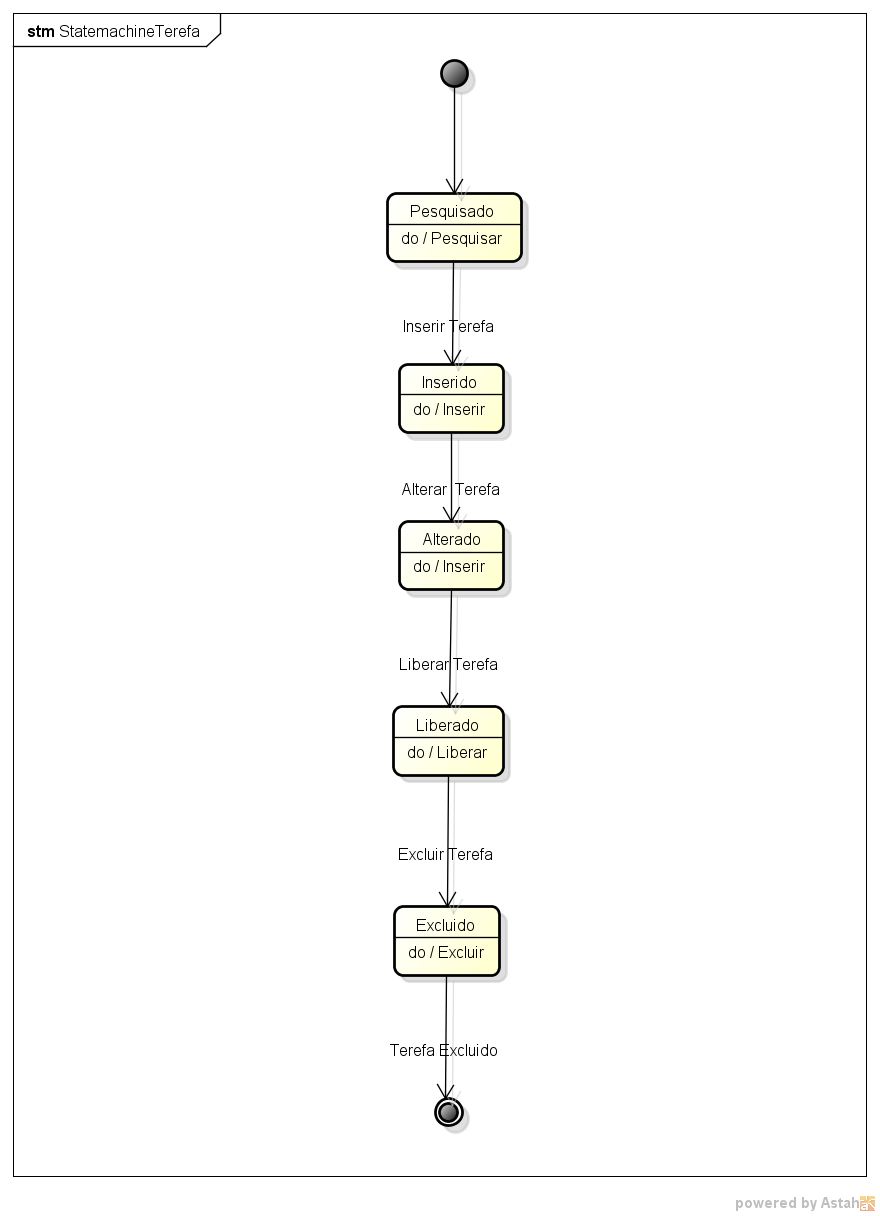 stm StatemachineTerefa
Pesquisado
do / Pesquisar
Inserir Terefa
Inserido
do / Inserir
Alterar Terefa
Alterado
do / Inserir
Liberar Terefa
Liberado
do / Liberar
Excluir Terefa
Excluido
do / Excluir
Terefa Excluido
powered by Astah